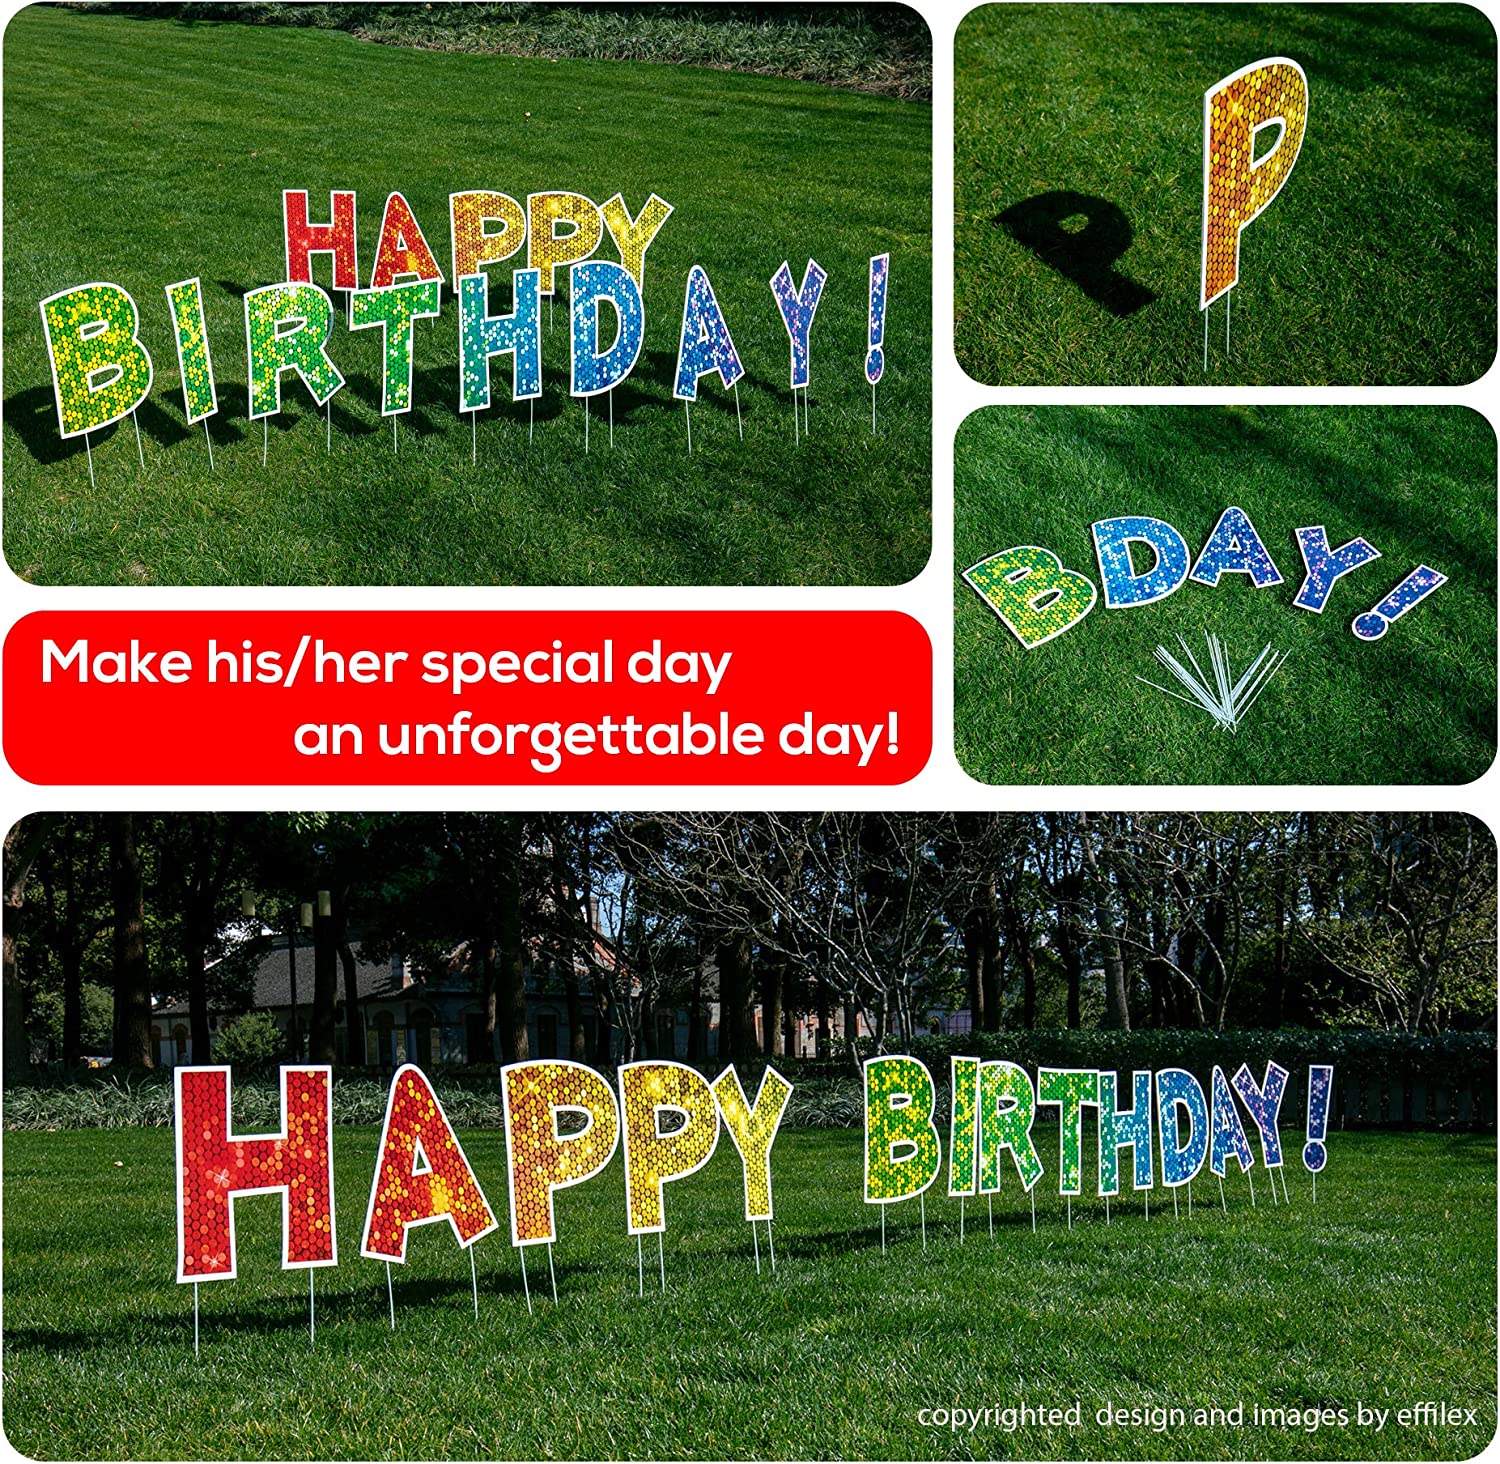 HAPPY
BIRTHDAY!
P
BDAY!
Make his/her special day
an unforgettable day!
HAPPY BIRTHDAY!
copyrighted design and images by effilex